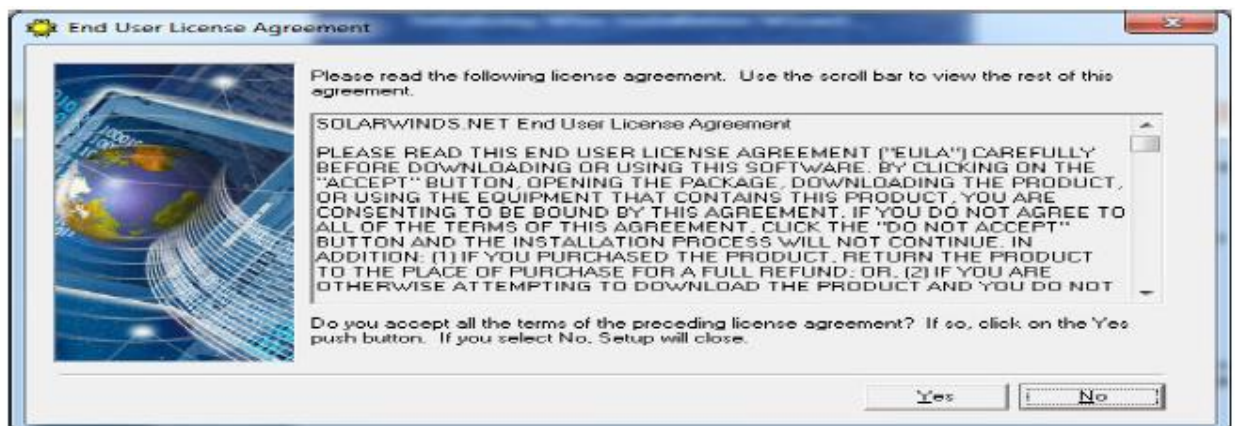 End User License Agreement
Please read the following license agreement. Use the scroll bar to view the rest of this
agreement.
SOLARWINDS.NET End User License Agreement
PLEASE READ THIS END USER LICENSE AGREEMENT ("EULA") CAREFULLY
BEFORE DOWNLOADING OR USING THIS SOFTWARE. BY CLICKING ON THE
"ACCEPT" BUTTON, OPENING THE PACKAGE, DOWNLOADING THE PRODUCT,
OR USING THE EQUIPMENT THAT CONTAINS THIS PRODUCT, YOU ARE
CONSENTING TO BE BOUND BY THIS AGREEMENT. IF YOU DO NOT AGREE TO
ALL OF THE TERMS OF THIS AGREEMENT, CLICK THE "DO NOT ACCEPT"
BUTTON AND THE INSTALLATION PROCESS WILL NOT CONTINUE. IN
ADDITION: (1) IF YOU PURCHASED THE PRODUCT, RETURN THE PRODUCT
TO THE PLACE OF PURCHASE FOR A FULL REFUND: OR, (2) IF YOU ARE
OTHERWISE ATTEMPTING TO DOWNLOAD THE PRODUCT AND YOU DO NOT
Do you accept all the terms of the preceding license agreement? If so, click on the Yes
push button. If you select No, Setup will close.
Yes
No